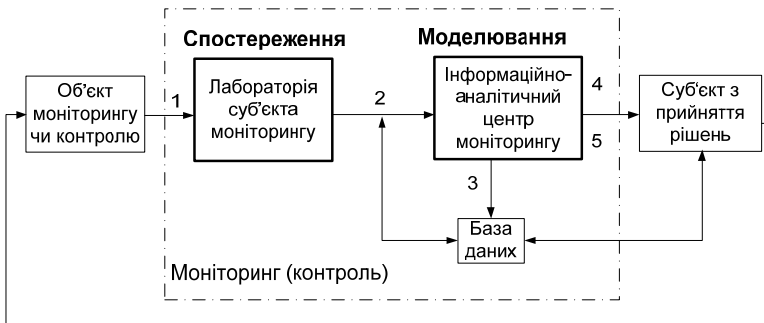 Спостереження
Моделювання
Об’єкт
моніторингу
чи контролю
1
Лабораторія
суб’єкта
моніторингу
2
Інформаційно–
аналітичний
центр
моніторингу
4
5
Суб‘єкт з
прийняття
рішень
3
База
даних
Моніторинг (контроль)